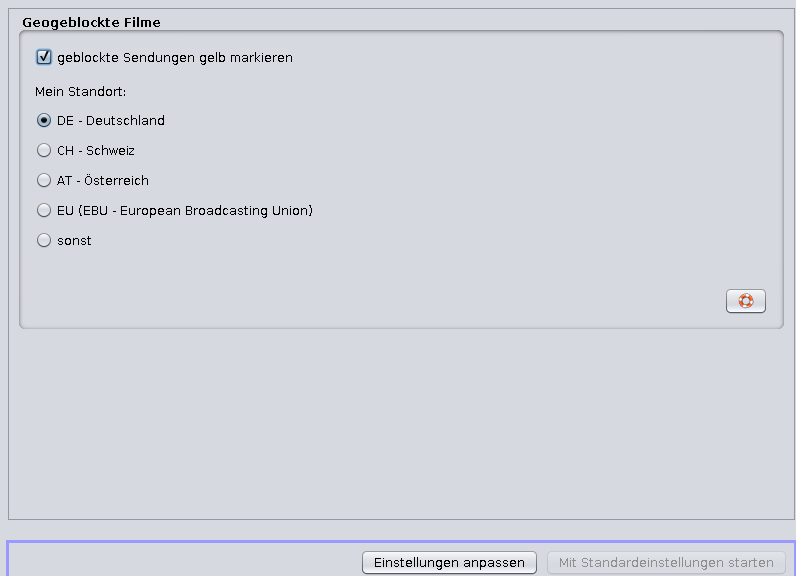 Geogeblockte Filme
geblockte Sendungen gelb markieren
Mein Standort:
DE - Deutschland
CH - Schweiz
AT - Österreich
EU (EBU - European Broadcasting Union)
sonst
Einstellungen anpassen
Mit Standardeinstellungen starten